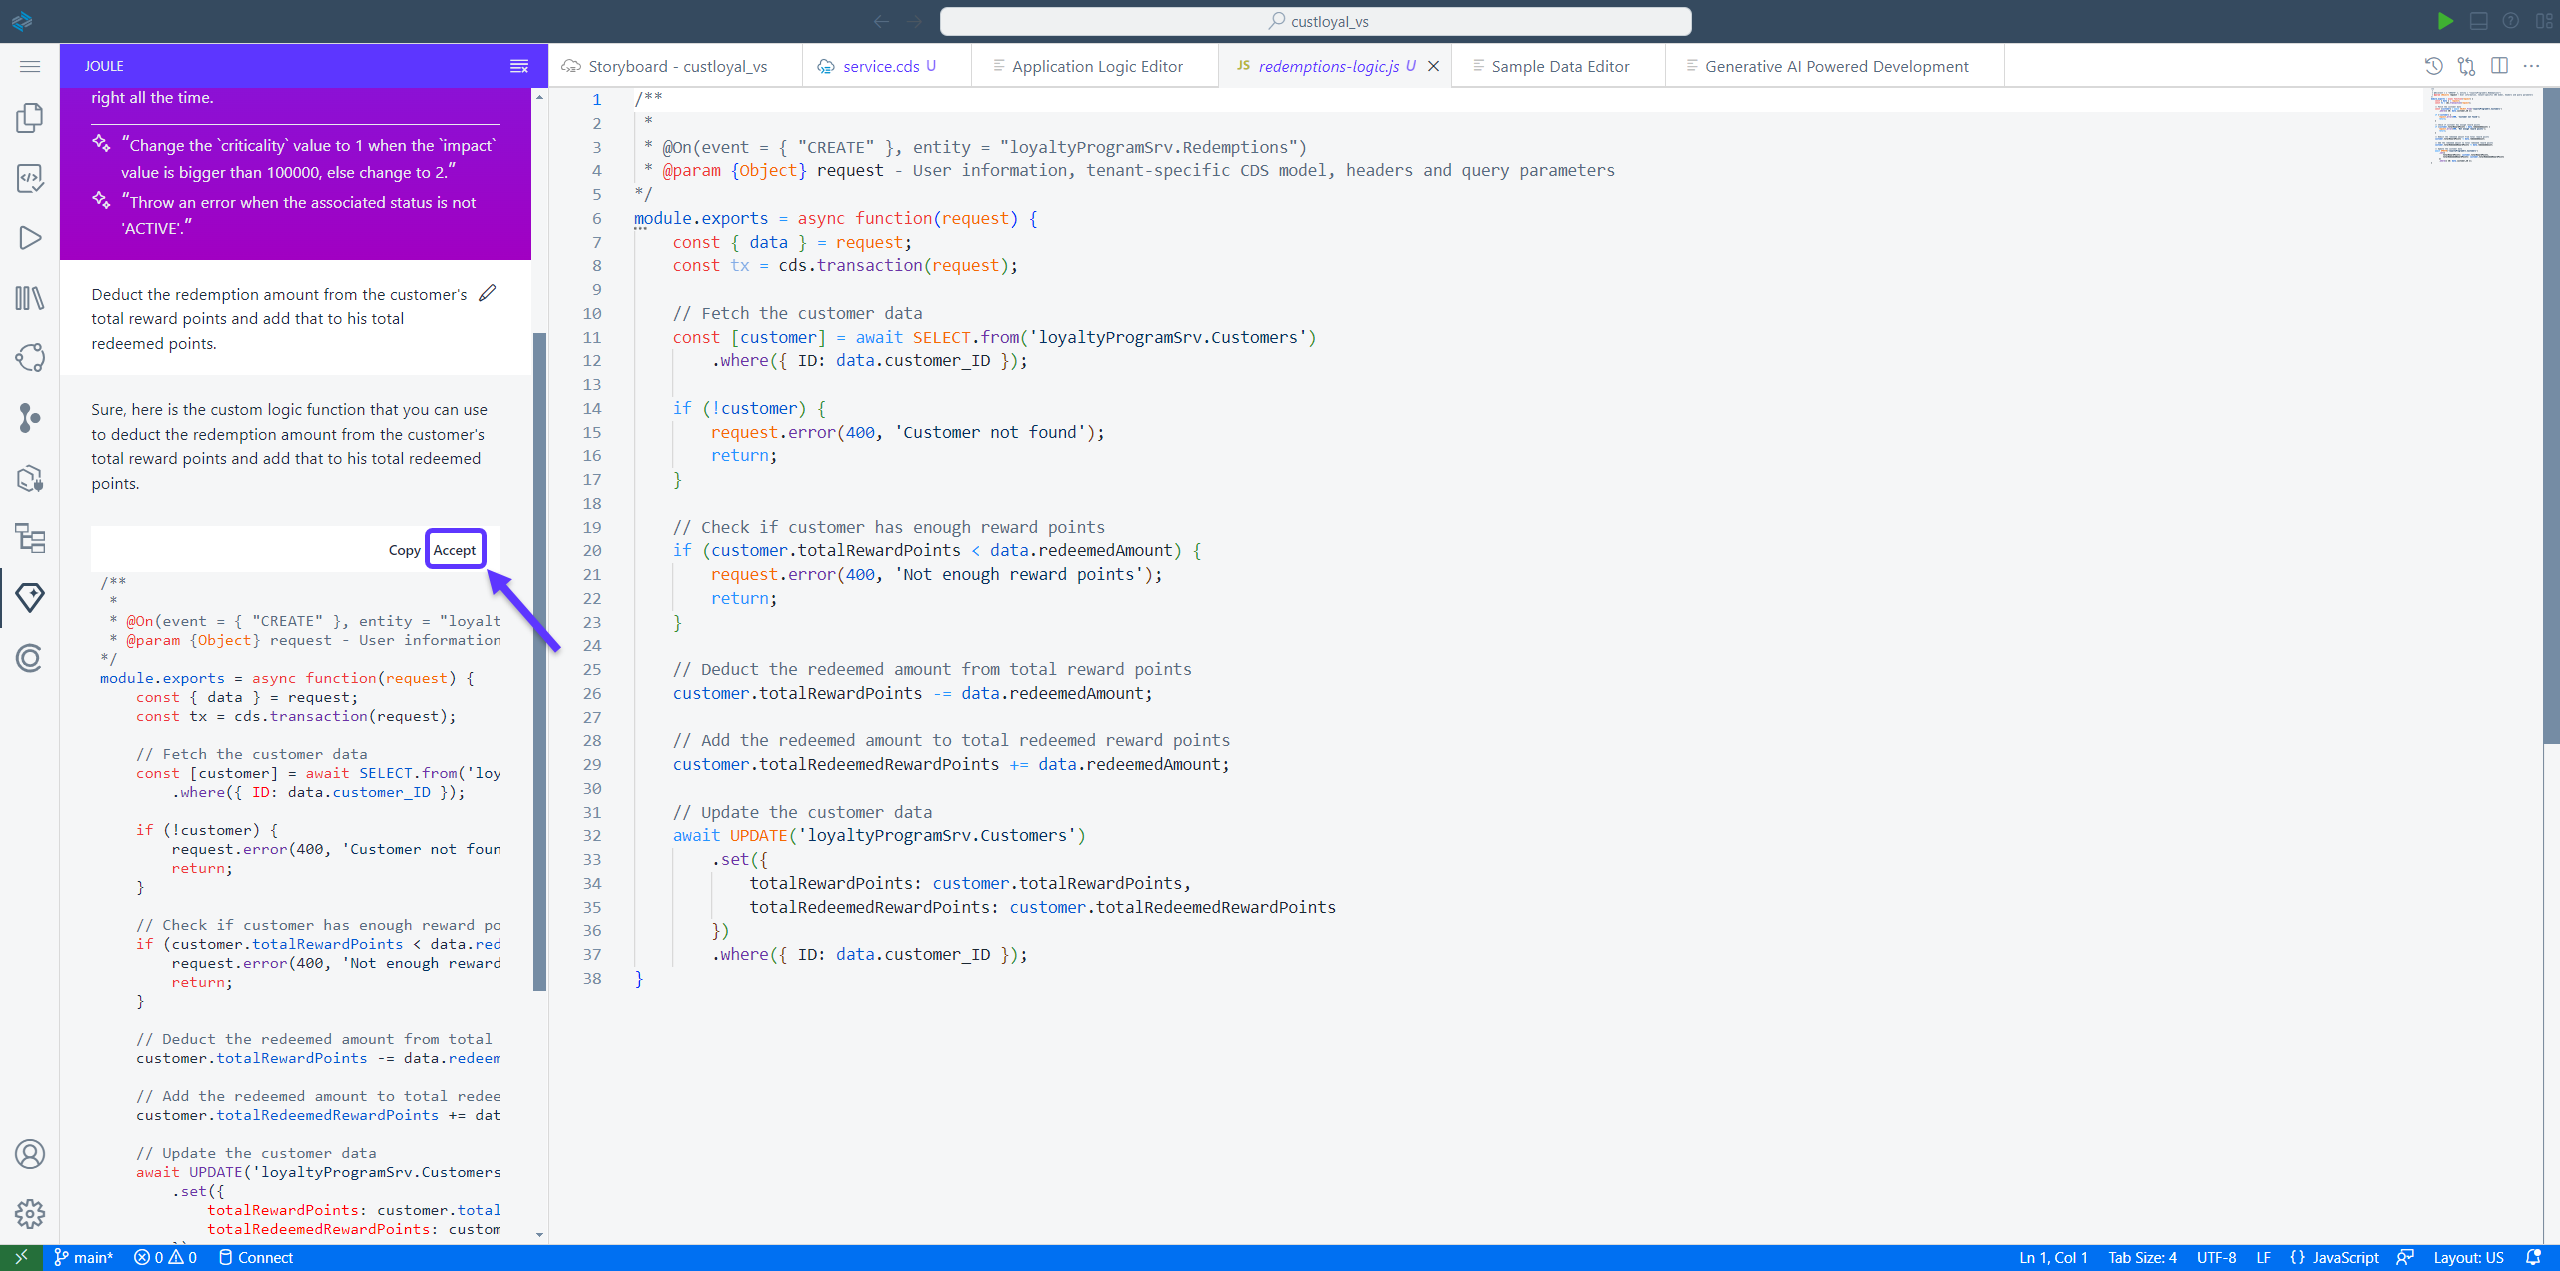 custloyal_vs
JOULE
Storyboard - custloyal_vs
service.cds U
Application Logic Editor
JS redemptions-logic.js U
Sample Data Editor
Generative AI Powered Development
right all the time.
“Change the `criticality` value to 1 when the `impact`
value is bigger than 100000, else change to 2.”
“Throw an error when the associated status is not
'ACTIVE'.”
Deduct the redemption amount from the customer's
total reward points and add that to his total
redeemed points.
Sure, here is the custom logic function that you can use
to deduct the redemption amount from the customer's
total reward points and add that to his total redeemed
points.
Copy Accept
/**
*
* @On(event = { "CREATE" }, entity = "loyalt
* @param {Object} request - User information
*/
module.exports = async function(request) {
const { data } = request;
const tx = cds.transaction(request);
// Fetch the customer data
const [customer] = await SELECT.from('loy
.where({ ID: data.customer_ID });
if (!customer) {
request.error(400, 'Customer not foun
return;
}
// Check if customer has enough reward po
if (customer.totalRewardPoints < data.red
request.error(400, 'Not enough reward
return;
}
// Deduct the redeemed amount from total
customer.totalRewardPoints -= data.redeem
// Add the redeemed amount to total redee
customer.totalRedeemedRewardPoints += dat
// Update the customer data
await UPDATE('loyaltyProgramSrv.Customers
.set({
totalRewardPoints: customer.total
totalRedeemedRewardPoints: custom
1 /**
2 *
3 * @On(event = { "CREATE" }, entity = "loyaltyProgramSrv.Redemptions")
4 * @param {Object} request - User information, tenant-specific CDS model, headers and query parameters
5 */
6 module.exports = async function(request) {
7 const { data } = request;
8 const tx = cds.transaction(request);
9
10 // Fetch the customer data
11 const [customer] = await SELECT.from('loyaltyProgramSrv.Customers')
12 .where({ ID: data.customer_ID });
13
14 if (!customer) {
15 request.error(400, 'Customer not found');
16 return;
17 }
18
19 // Check if customer has enough reward points
20 if (customer.totalRewardPoints < data.redeemedAmount) {
21 request.error(400, 'Not enough reward points');
22 return;
23 }
24
25 // Deduct the redeemed amount from total reward points
26 customer.totalRewardPoints -= data.redeemedAmount;
27
28 // Add the redeemed amount to total redeemed reward points
29 customer.totalRedeemedRewardPoints += data.redeemedAmount;
30
31 // Update the customer data
32 await UPDATE('loyaltyProgramSrv.Customers')
33 .set({
34 totalRewardPoints: customer.totalRewardPoints,
35 totalRedeemedRewardPoints: customer.totalRedeemedRewardPoints
36 })
37 .where({ ID: data.customer_ID });
38 }
main* 0 0 Connect
Ln 1, Col 1 Tab Size: 4 UTF-8 LF {} JavaScript Layout: US